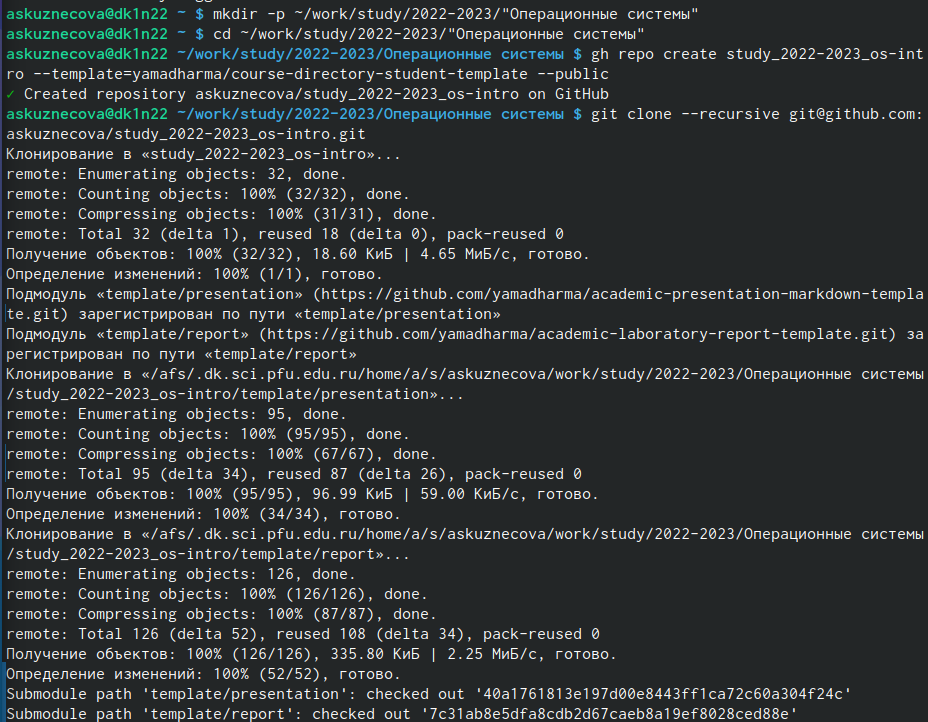 askuznecova@dk1n22 ~ $ mkdir -p ~/work/study/2022-2023/"Операционные системы"
askuznecova@dk1n22 ~ $ cd ~/work/study/2022-2023/"Операционные системы"
askuznecova@dk1n22 ~/work/study/2022-2023/Операционные системы $ gh repo create study_2022-2023_os-int
ro --template=yamadharma/course-directory-student-template --public
✓ Created repository askuznecova/study_2022-2023_os-intro on GitHub
askuznecova@dk1n22 ~/work/study/2022-2023/Операционные системы $ git clone --recursive git@github.com:
askuznecova/study_2022-2023_os-intro.git
Клонирование в «study_2022-2023_os-intro»...
remote: Enumerating objects: 32, done.
remote: Counting objects: 100% (32/32), done.
remote: Compressing objects: 100% (31/31), done.
remote: Total 32 (delta 1), reused 18 (delta 0), pack-reused 0
Получение объектов: 100% (32/32), 18.60 КиБ | 4.65 МиБ/с, готово.
Определение изменений: 100% (1/1), готово.
Подмодуль «template/presentation» (https://github.com/yamadharma/academic-presentation-markdown-templa
te.git) зарегистрирован по пути «template/presentation»
Подмодуль «template/report» (https://github.com/yamadharma/academic-laboratory-report-template.git) за
регистрирован по пути «template/report»
Клонирование в «/afs/.dk.sci.pfu.edu.ru/home/a/s/askuznecova/work/study/2022-2023/Операционные системы
/study_2022-2023_os-intro/template/presentation»...
remote: Enumerating objects: 95, done.
remote: Counting objects: 100% (95/95), done.
remote: Compressing objects: 100% (67/67), done.
remote: Total 95 (delta 34), reused 87 (delta 26), pack-reused 0
Получение объектов: 100% (95/95), 96.99 КиБ | 59.00 КиБ/с, готово.
Определение изменений: 100% (34/34), готово.
Клонирование в «/afs/.dk.sci.pfu.edu.ru/home/a/s/askuznecova/work/study/2022-2023/Операционные системы
/study_2022-2023_os-intro/template/report»...
remote: Enumerating objects: 126, done.
remote: Counting objects: 100% (126/126), done.
remote: Compressing objects: 100% (87/87), done.
remote: Total 126 (delta 52), reused 108 (delta 34), pack-reused 0
Получение объектов: 100% (126/126), 335.80 КиБ | 2.25 МиБ/с, готово.
Определение изменений: 100% (52/52), готово.
Submodule path 'template/presentation': checked out '40a1761813e197d00e8443ff1ca72c60a304f24c'
Submodule path 'template/report': checked out '7c31ab8e5dfa8cdb2d67caeb8a19ef8028ced88e'